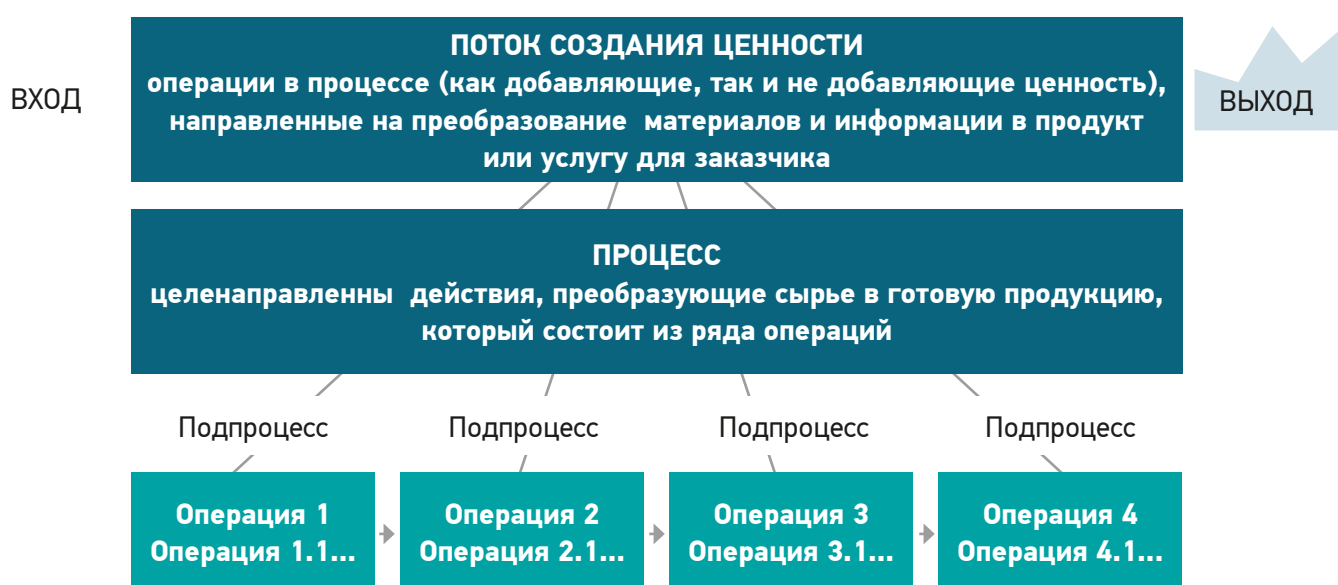 ПОТОК СОЗДАНИЯ ЦЕННОСТИ
ВХОД
операции в процессе (как добавляющие, так и не добавляющие ценность),
направленные на преобразование материалов и информации в продукт
или услугу для заказчика
ВЫХОД
ПРОЦЕСС
целенаправленны действия, преобразующие сырье в готовую продукцию,
который состоит из ряда операций
Подпроцесс Подпроцесс Подпроцесс Подпроцесс
Операция 1 Операция 2 Операция 3 Операция 4
Операция 1.1... Операция 2.1... Операция 3.1... Операция 4.1...